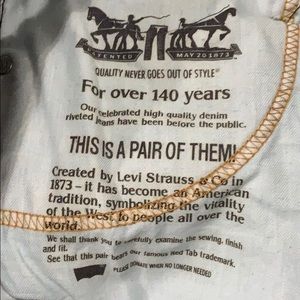 PATENTED MAY 20 1873
QUALITY NEVER GOES OUT OF STYLE®
For over 140 years
Our celebrated high quality denim
riveted jeans have been before the public.
THIS IS A PAIR OF THEM!
Created by Levi Strauss & Co in
1873 – it has become an American
tradition, symbolizing the vitality
of the West to people all over the
world.
We shall thank you to carefully examine the sewing, finish
and fit.
See that this pair bears our famous Red Tab trademark.
PLEASE DONATE WHEN NO LONGER NEEDED